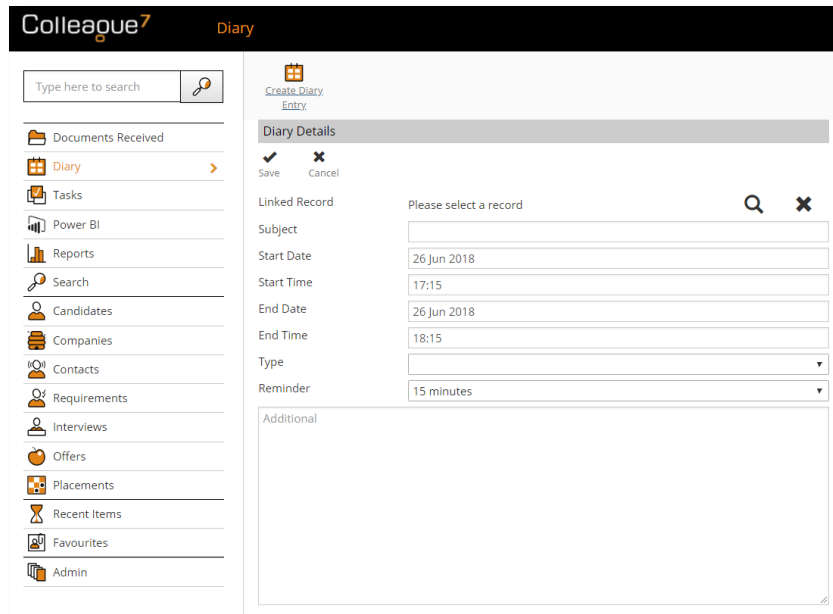 Colleague7
Diary
Type here to search
Documents Received
Diary
Tasks
Power BI
Reports
Search
Candidates
Companies
Contacts
Requirements
Interviews
Offers
Placements
Recent Items
Favourites
Admin
Create Diary
Entry
Diary Details
Save Cancel
Linked Record Please select a record
Subject
Start Date 26 Jun 2018
Start Time 17:15
End Date 26 Jun 2018
End Time 18:15
Type
Reminder 15 minutes
Additional